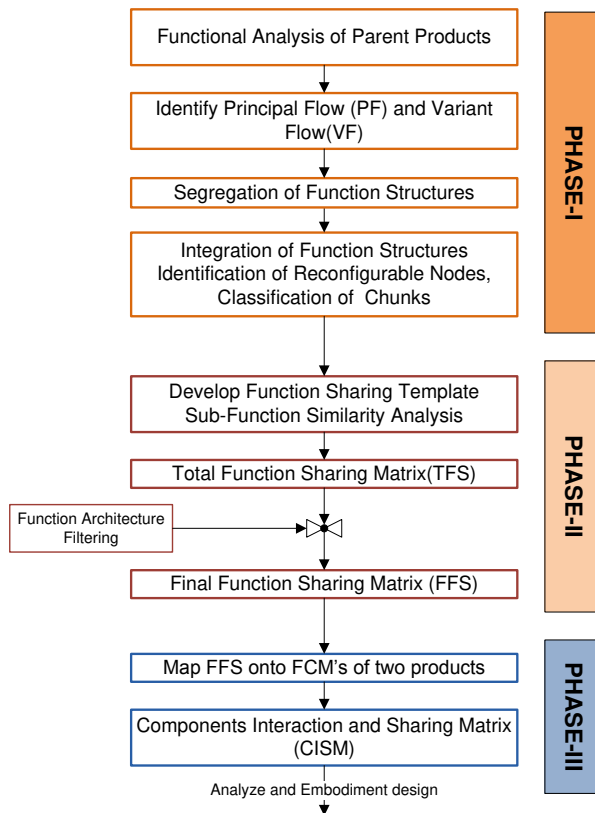 Functional Analysis of Parent Products
Identify Principal Flow (PF) and Variant
Flow(VF)
Segregation of Function Structures
Integration of Function Structures
Identification of Reconfigurable Nodes,
Classification of Chunks
PHASE-I
Develop Function Sharing Template
Sub-Function Similarity Analysis
Total Function Sharing Matrix(TFS)
Function Architecture
Filtering
Final Function Sharing Matrix (FFS)
PHASE-II
Map FFS onto FCM's of two products
Components Interaction and Sharing Matrix
(CISM)
PHASE-III
Analyze and Embodiment design